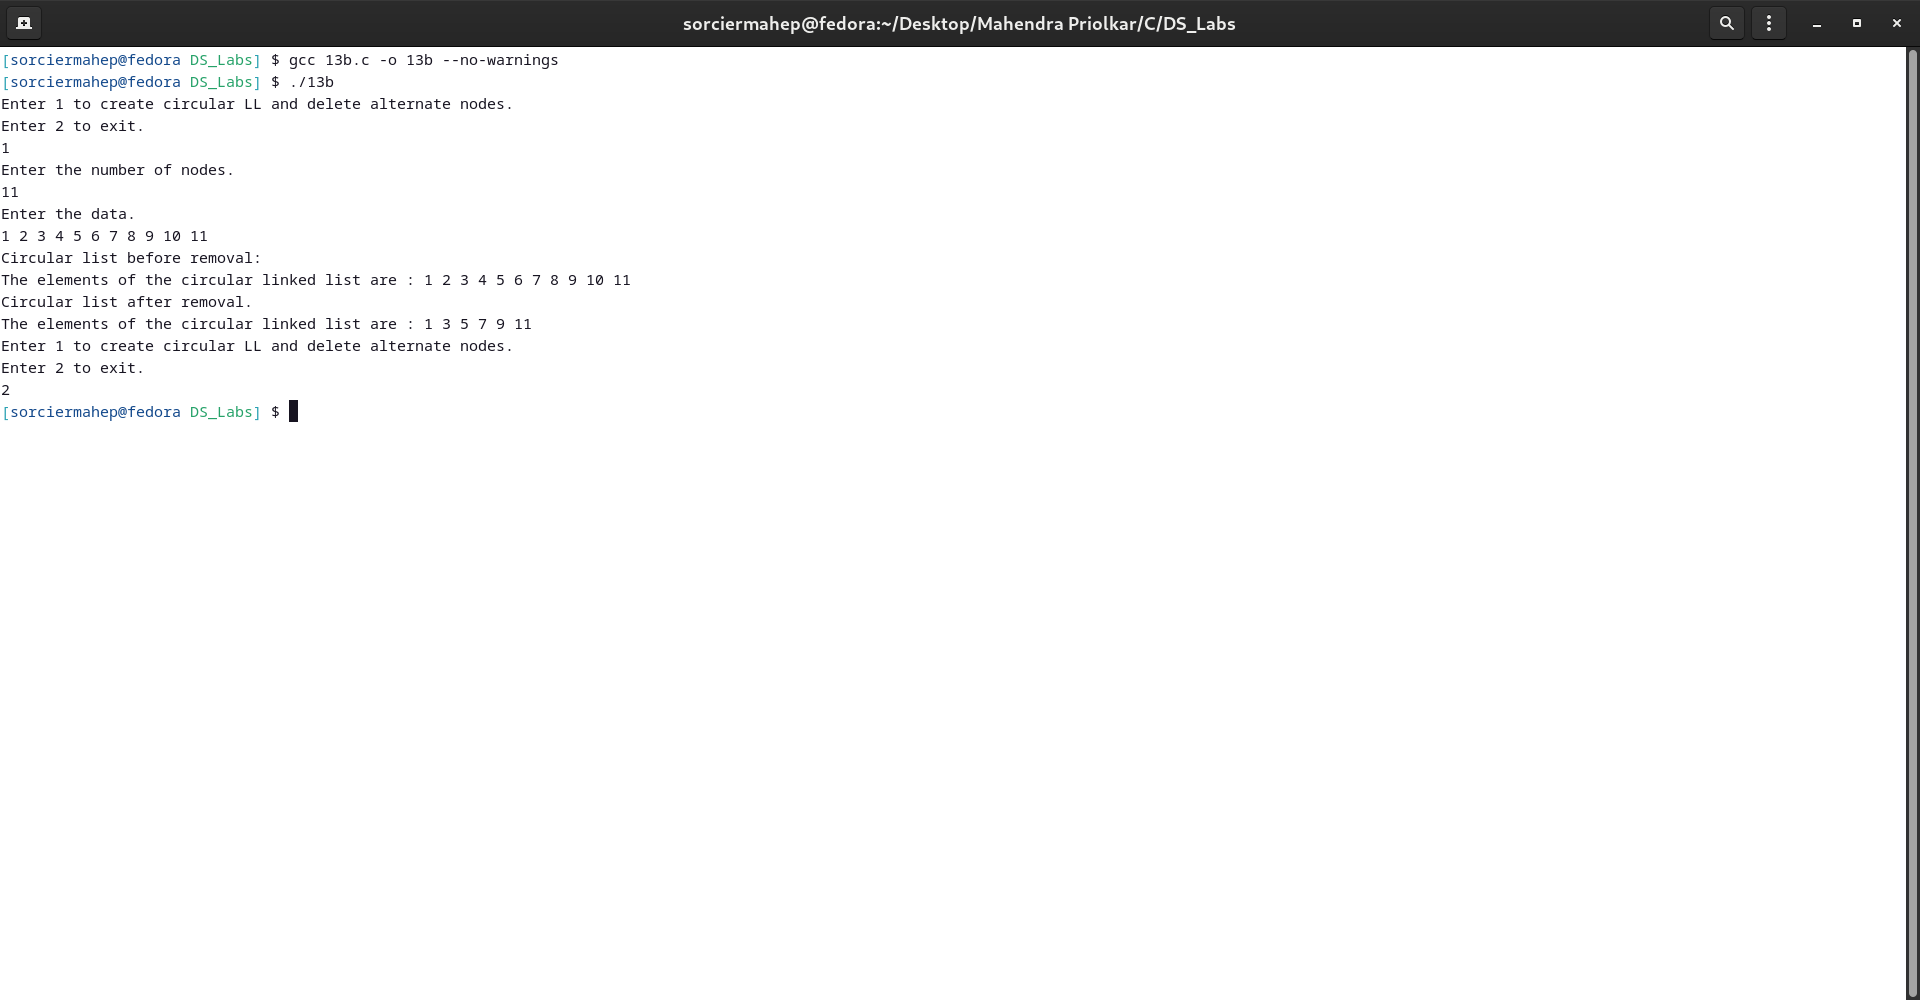 sorciermahep@fedora:~/Desktop/Mahendra Priolkar/C/DS_Labs
[sorciermahep@fedora DS_Labs] $ gcc 13b.c -o 13b --no-warnings
[sorciermahep@fedora DS_Labs] $ ./13b
Enter 1 to create circular LL and delete alternate nodes.
Enter 2 to exit.
1
Enter the number of nodes.
11
Enter the data.
1 2 3 4 5 6 7 8 9 10 11
Circular list before removal:
The elements of the circular linked list are : 1 2 3 4 5 6 7 8 9 10 11
Circular list after removal.
The elements of the circular linked list are : 1 3 5 7 9 11
Enter 1 to create circular LL and delete alternate nodes.
Enter 2 to exit.
2
[sorciermahep@fedora DS_Labs] $